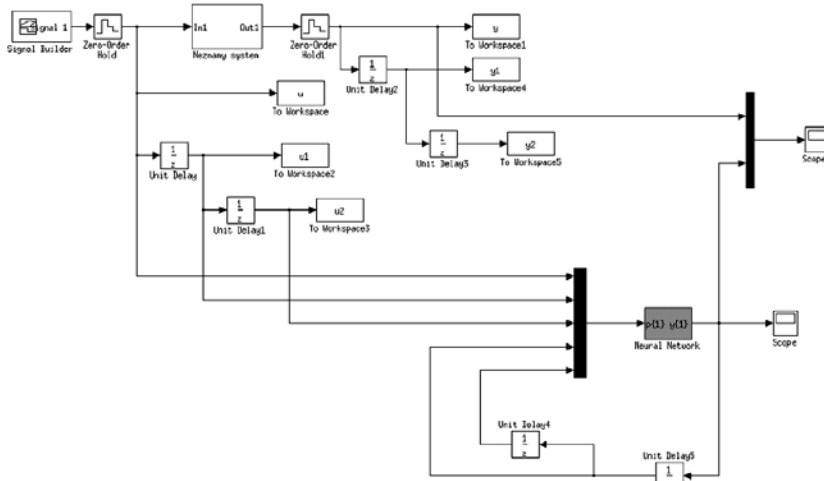 Signal 1
Signal Builder
Zero-Order
Hold
In1 Out1
Neznamy system
Zero-Order
Hold1
y
To Workspace1
1
z
Unit Delay2
y1
To Workspace4
u
To Workspace
1
z
Unit Delay3
y2
To Workspace5
1
z
Unit Delay
u1
To Workspace2
1
z
Unit Delay1
u2
To Workspace3
Scope
p{1} y{1}
Neural Network
Scope
Unit Delay4
1
z
Unit Delay5
1